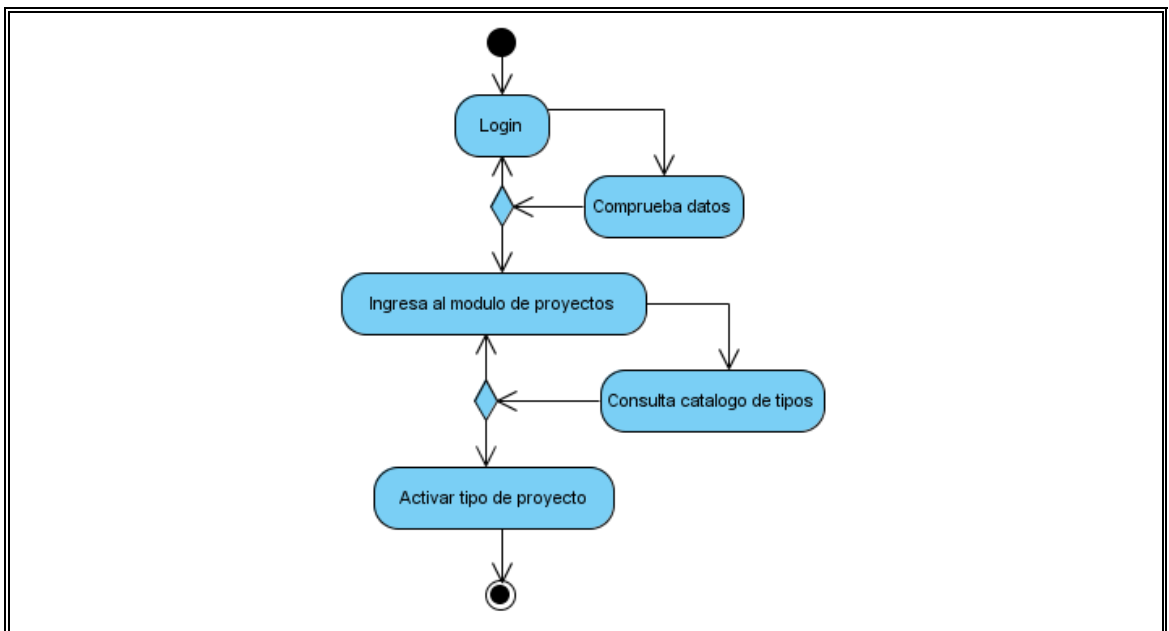 Login
Comprueba datos
Ingresa al modulo de proyectos
Consulta catalogo de tipos
Activar tipo de proyecto